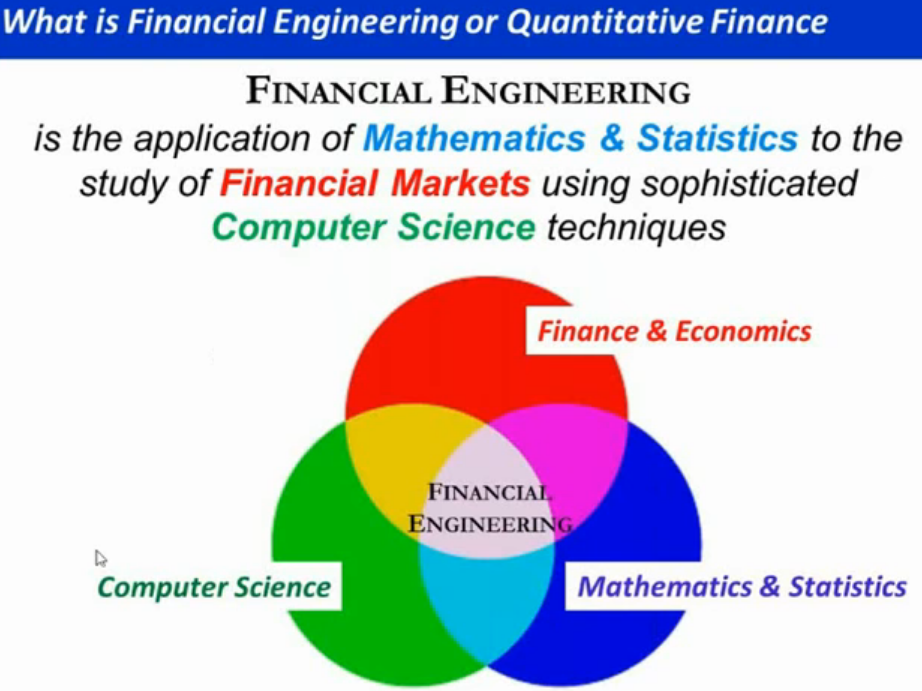 What is Financial Engineering or Quantitative Finance
FINANCIAL ENGINEERING
is the application of Mathematics & Statistics to the
study of Financial Markets using sophisticated
Computer Science techniques
Finance & Economics
FINANCIAL
ENGINEERING
Computer Science
Mathematics & Statistics